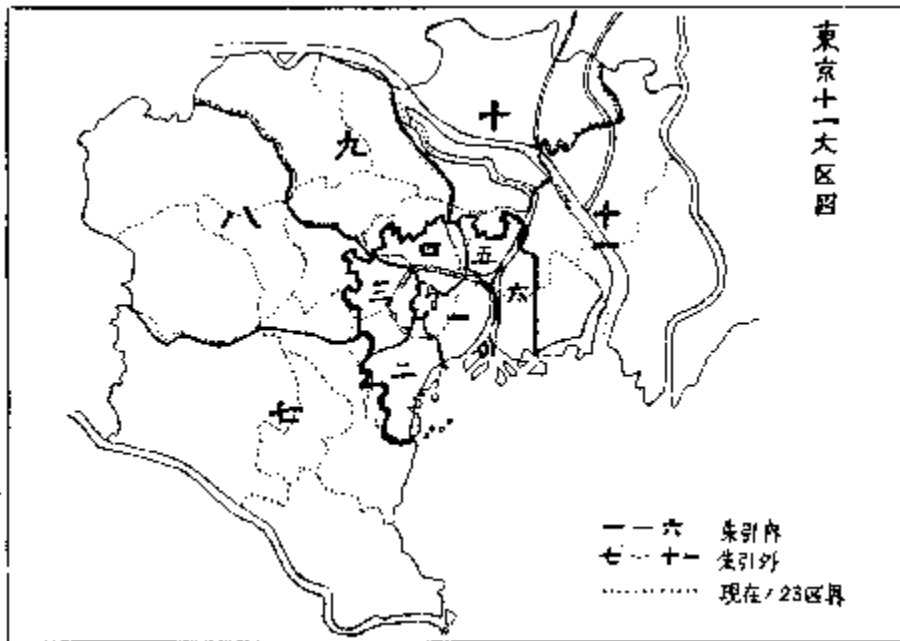 東京十一大区図
十
九
八
十一
四
五
三
六
一
二
七
一 — 六 朱引内
七 --- 十一 朱引外
現在ノ23区界